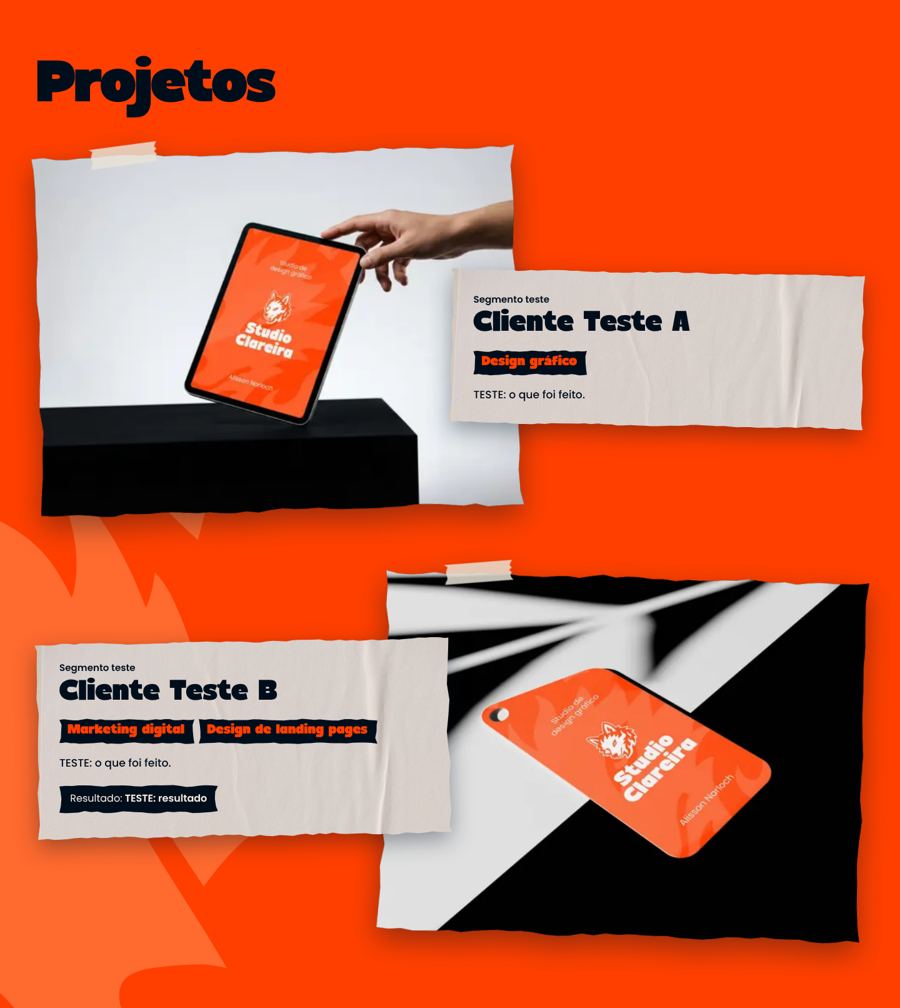 Projetos
Studio de
design gráfico
Studio
Clareira
Alisson Narloch
Segmento teste
Cliente Teste A
Design gráfico
TESTE: o que foi feito.
Segmento teste
Cliente Teste B
Marketing digital
Design de landing pages
TESTE: o que foi feito.
Resultado: TESTE: resultado
Studio de
design gráfico
Studio
Clareira
Alisson Narloch